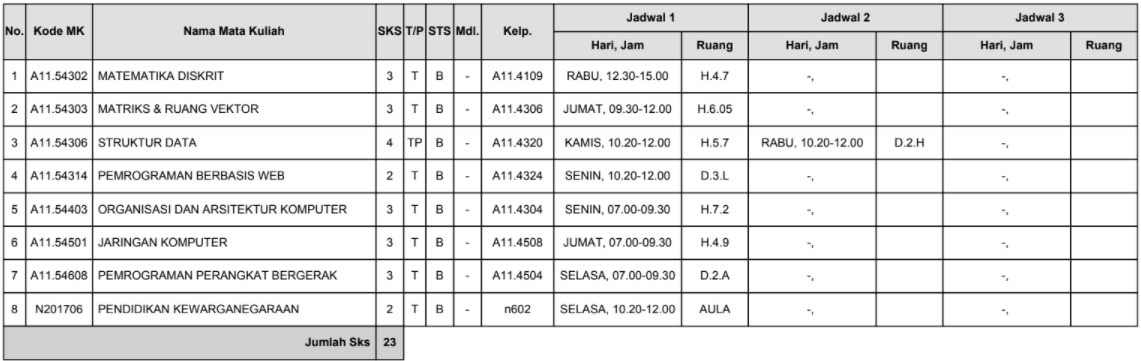 No. Kode MK Nama Mata Kuliah SKS T/P STS Mdl. Kelp. Jadwal 1 Jadwal 2 Jadwal 3
Hari, Jam Ruang Hari, Jam Ruang Hari, Jam Ruang
1 A11.54302 MATEMATIKA DISKRIT 3 T B - A11.4109 RABU, 12.30-15.00 H.4.7 -, -,
2 A11.54303 MATRIKS & RUANG VEKTOR 3 T B - A11.4306 JUMAT, 09.30-12.00 H.6.05 -, -,
3 A11.54306 STRUKTUR DATA 4 TP B - A11.4320 KAMIS, 10.20-12.00 H.5.7 RABU, 10.20-12.00 D.2.H -,
4 A11.54314 PEMROGRAMAN BERBASIS WEB 2 T B - A11.4324 SENIN, 10.20-12.00 D.3.L -, -,
5 A11.54403 ORGANISASI DAN ARSITEKTUR KOMPUTER 3 T B - A11.4304 SENIN, 07.00-09.30 H.7.2 -, -,
6 A11.54501 JARINGAN KOMPUTER 3 T B - A11.4508 JUMAT, 07.00-09.30 H.4.9 -, -,
7 A11.54608 PEMROGRAMAN PERANGKAT BERGERAK 3 T B - A11.4504 SELASA, 07.00-09.30 D.2.A -, -,
8 N201706 PENDIDIKAN KEWARGANEGARAAN 2 T B - n602 SELASA, 10.20-12.00 AULA -, -,
Jumlah Sks 23